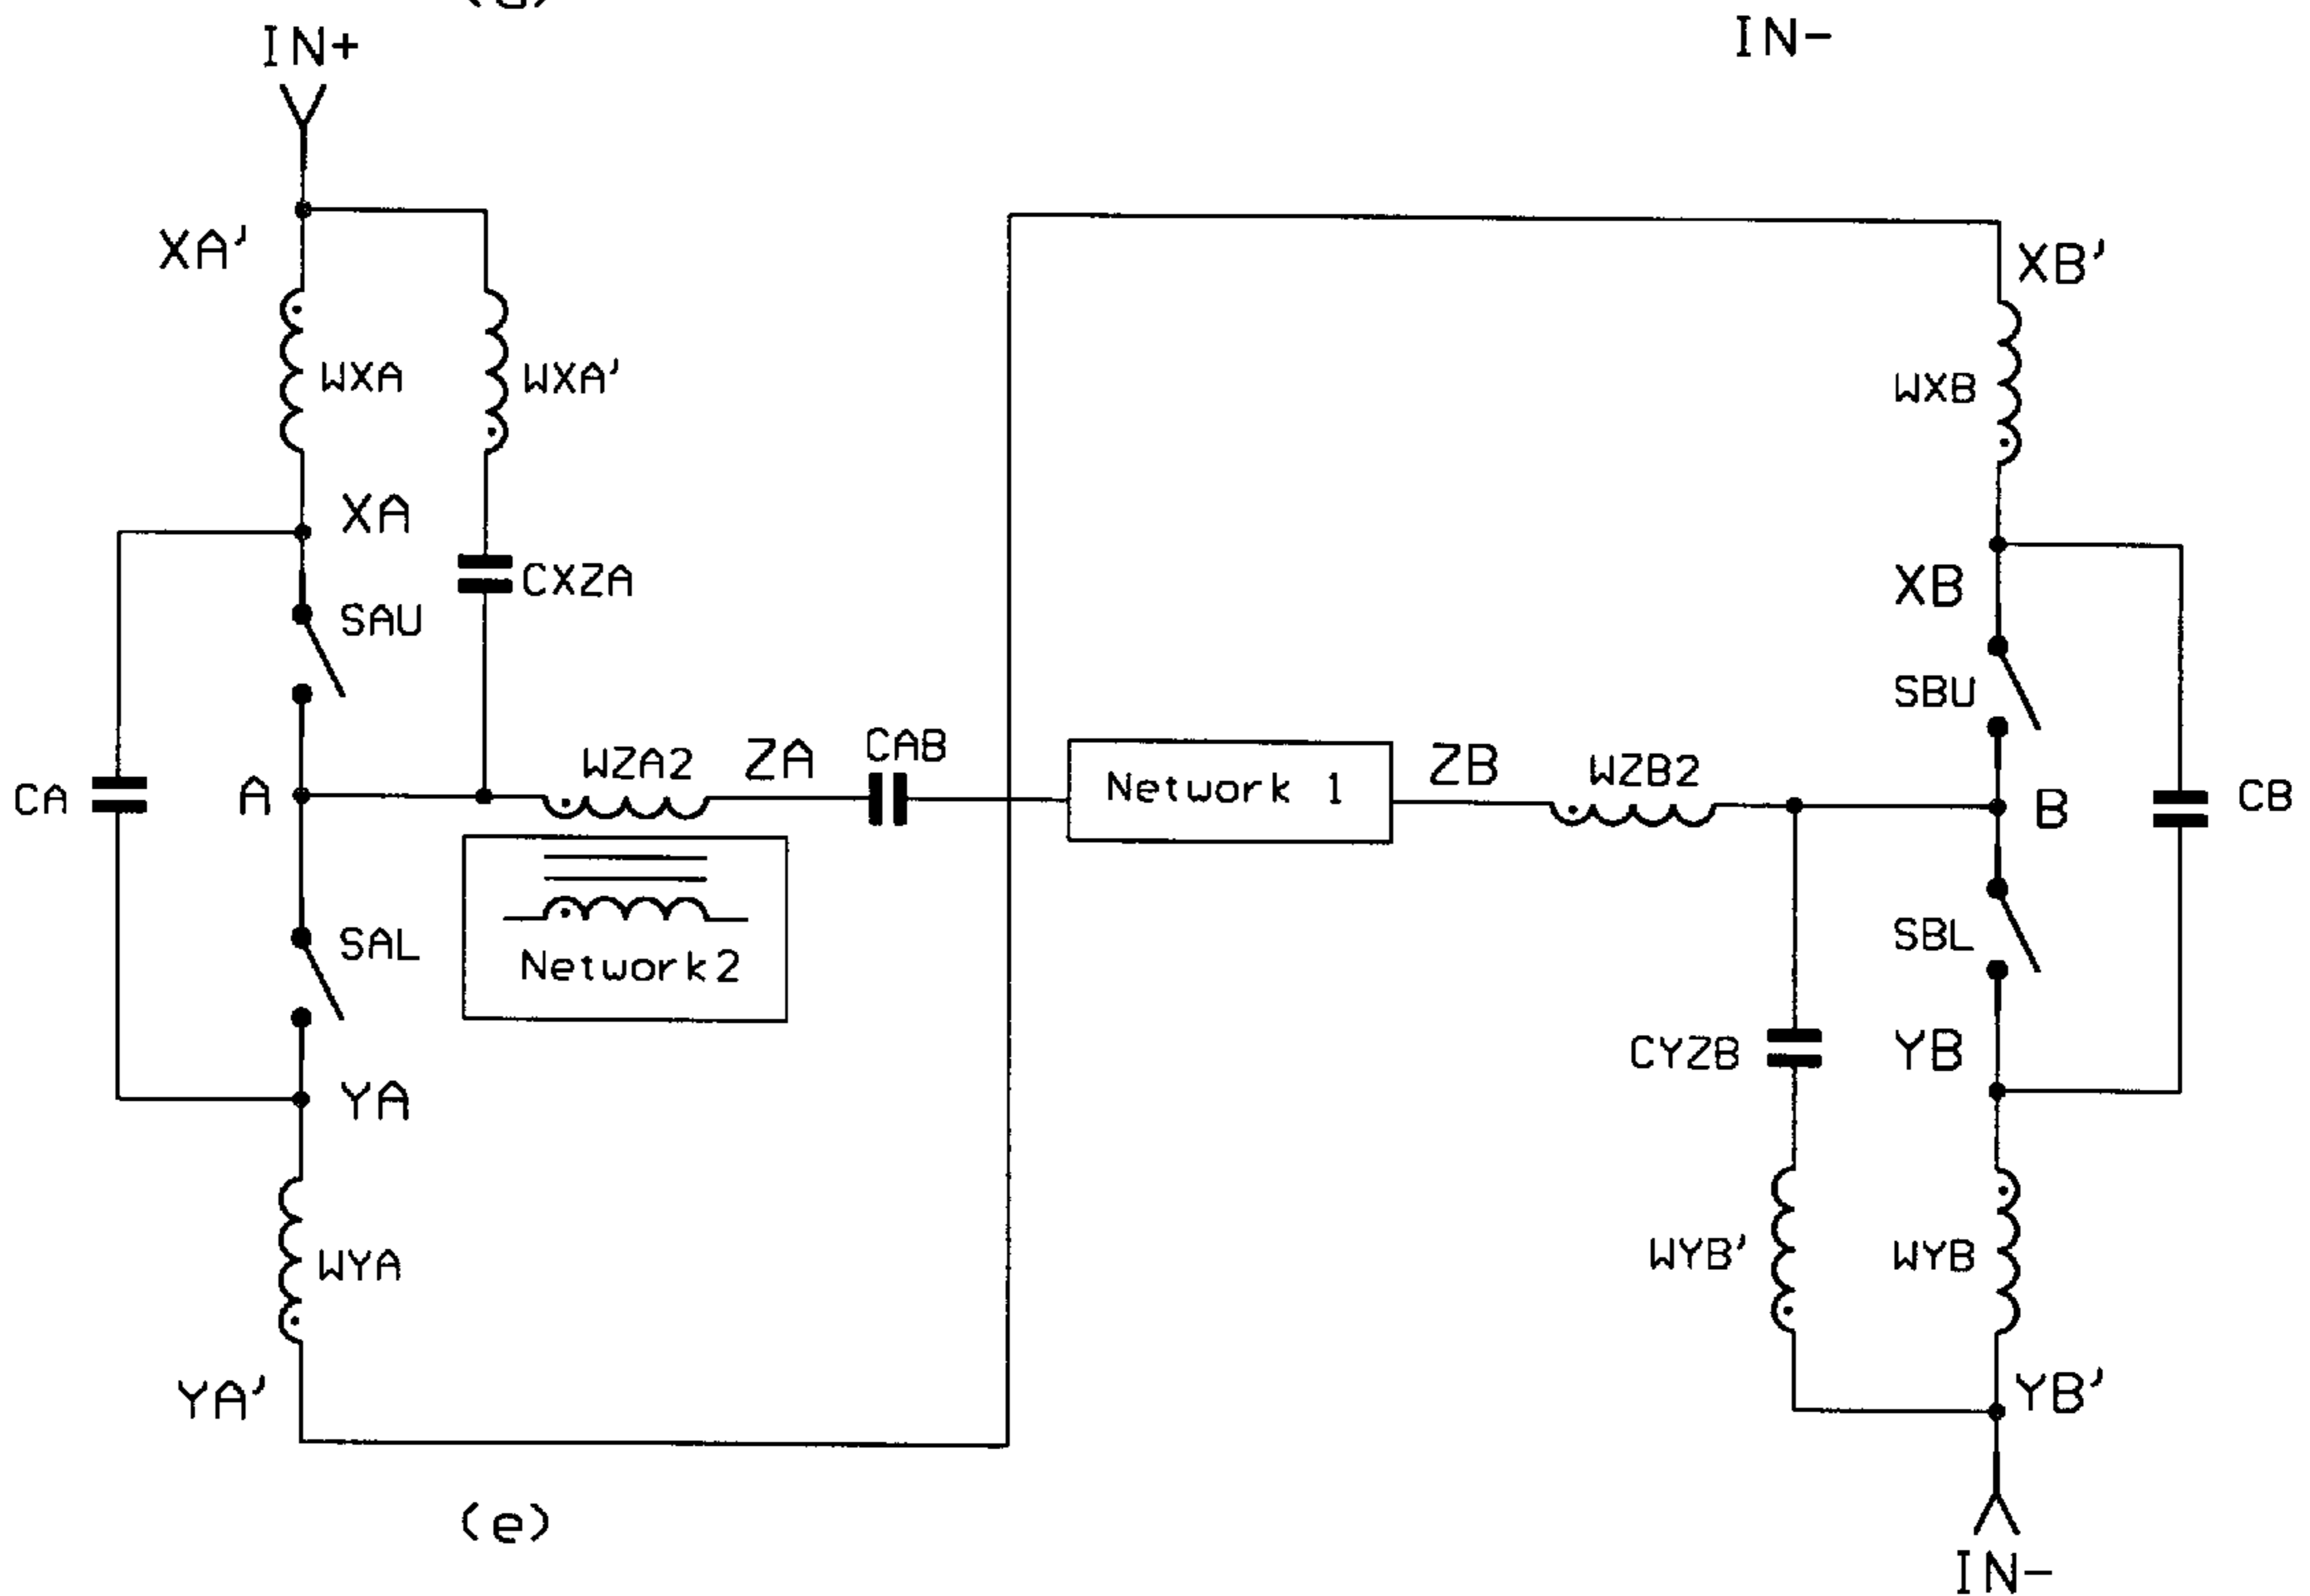 IN+
IN-
XA'
XB'
WXA
WXA'
WXB
XA
CXZA
XB
SAU
SBU
CA
A
WZA2
ZA
CAB
Network 1
ZB
WZB2
B
CB
SAL
Network2
SBL
CYZB
YB
YA
WYA
WYB'
WYB
YA'
YB'
(e)
IN-